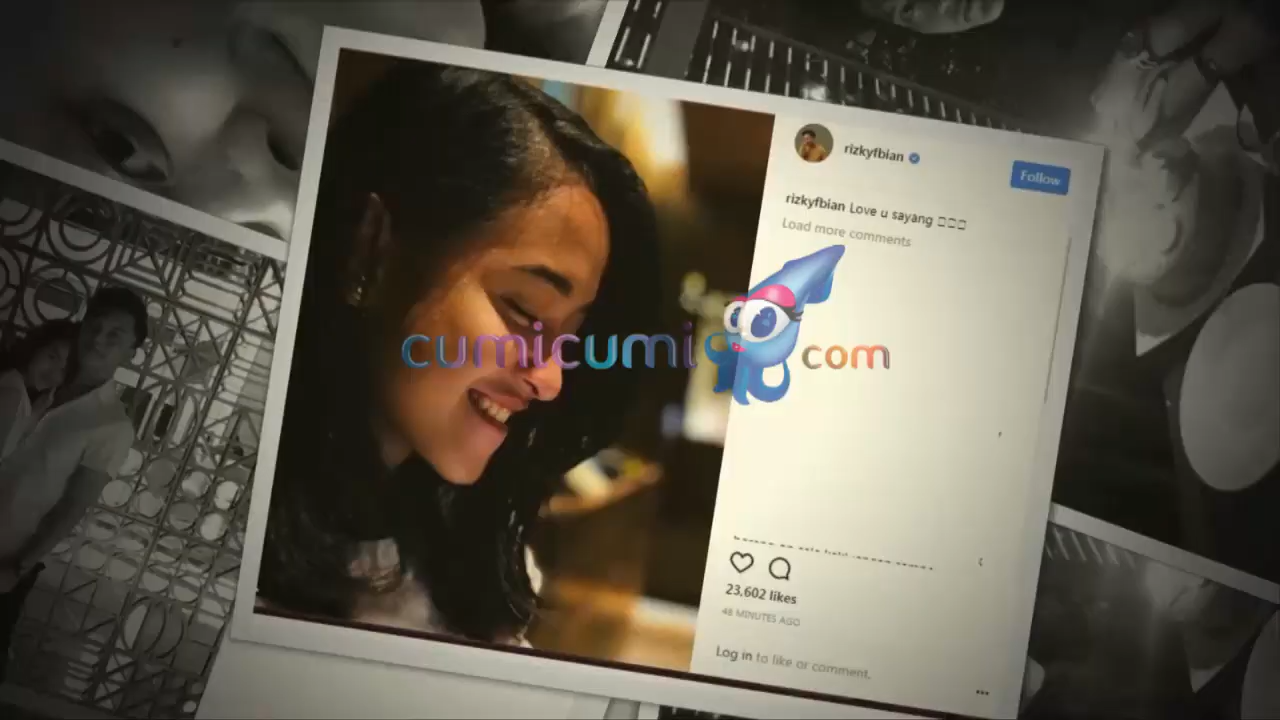 rizkyfbian
Follow
rizkyfbian Love u sayang
Load more comments
cumicumi.com
23,602 likes
48 MINUTES AGO
Log in to like or comment.